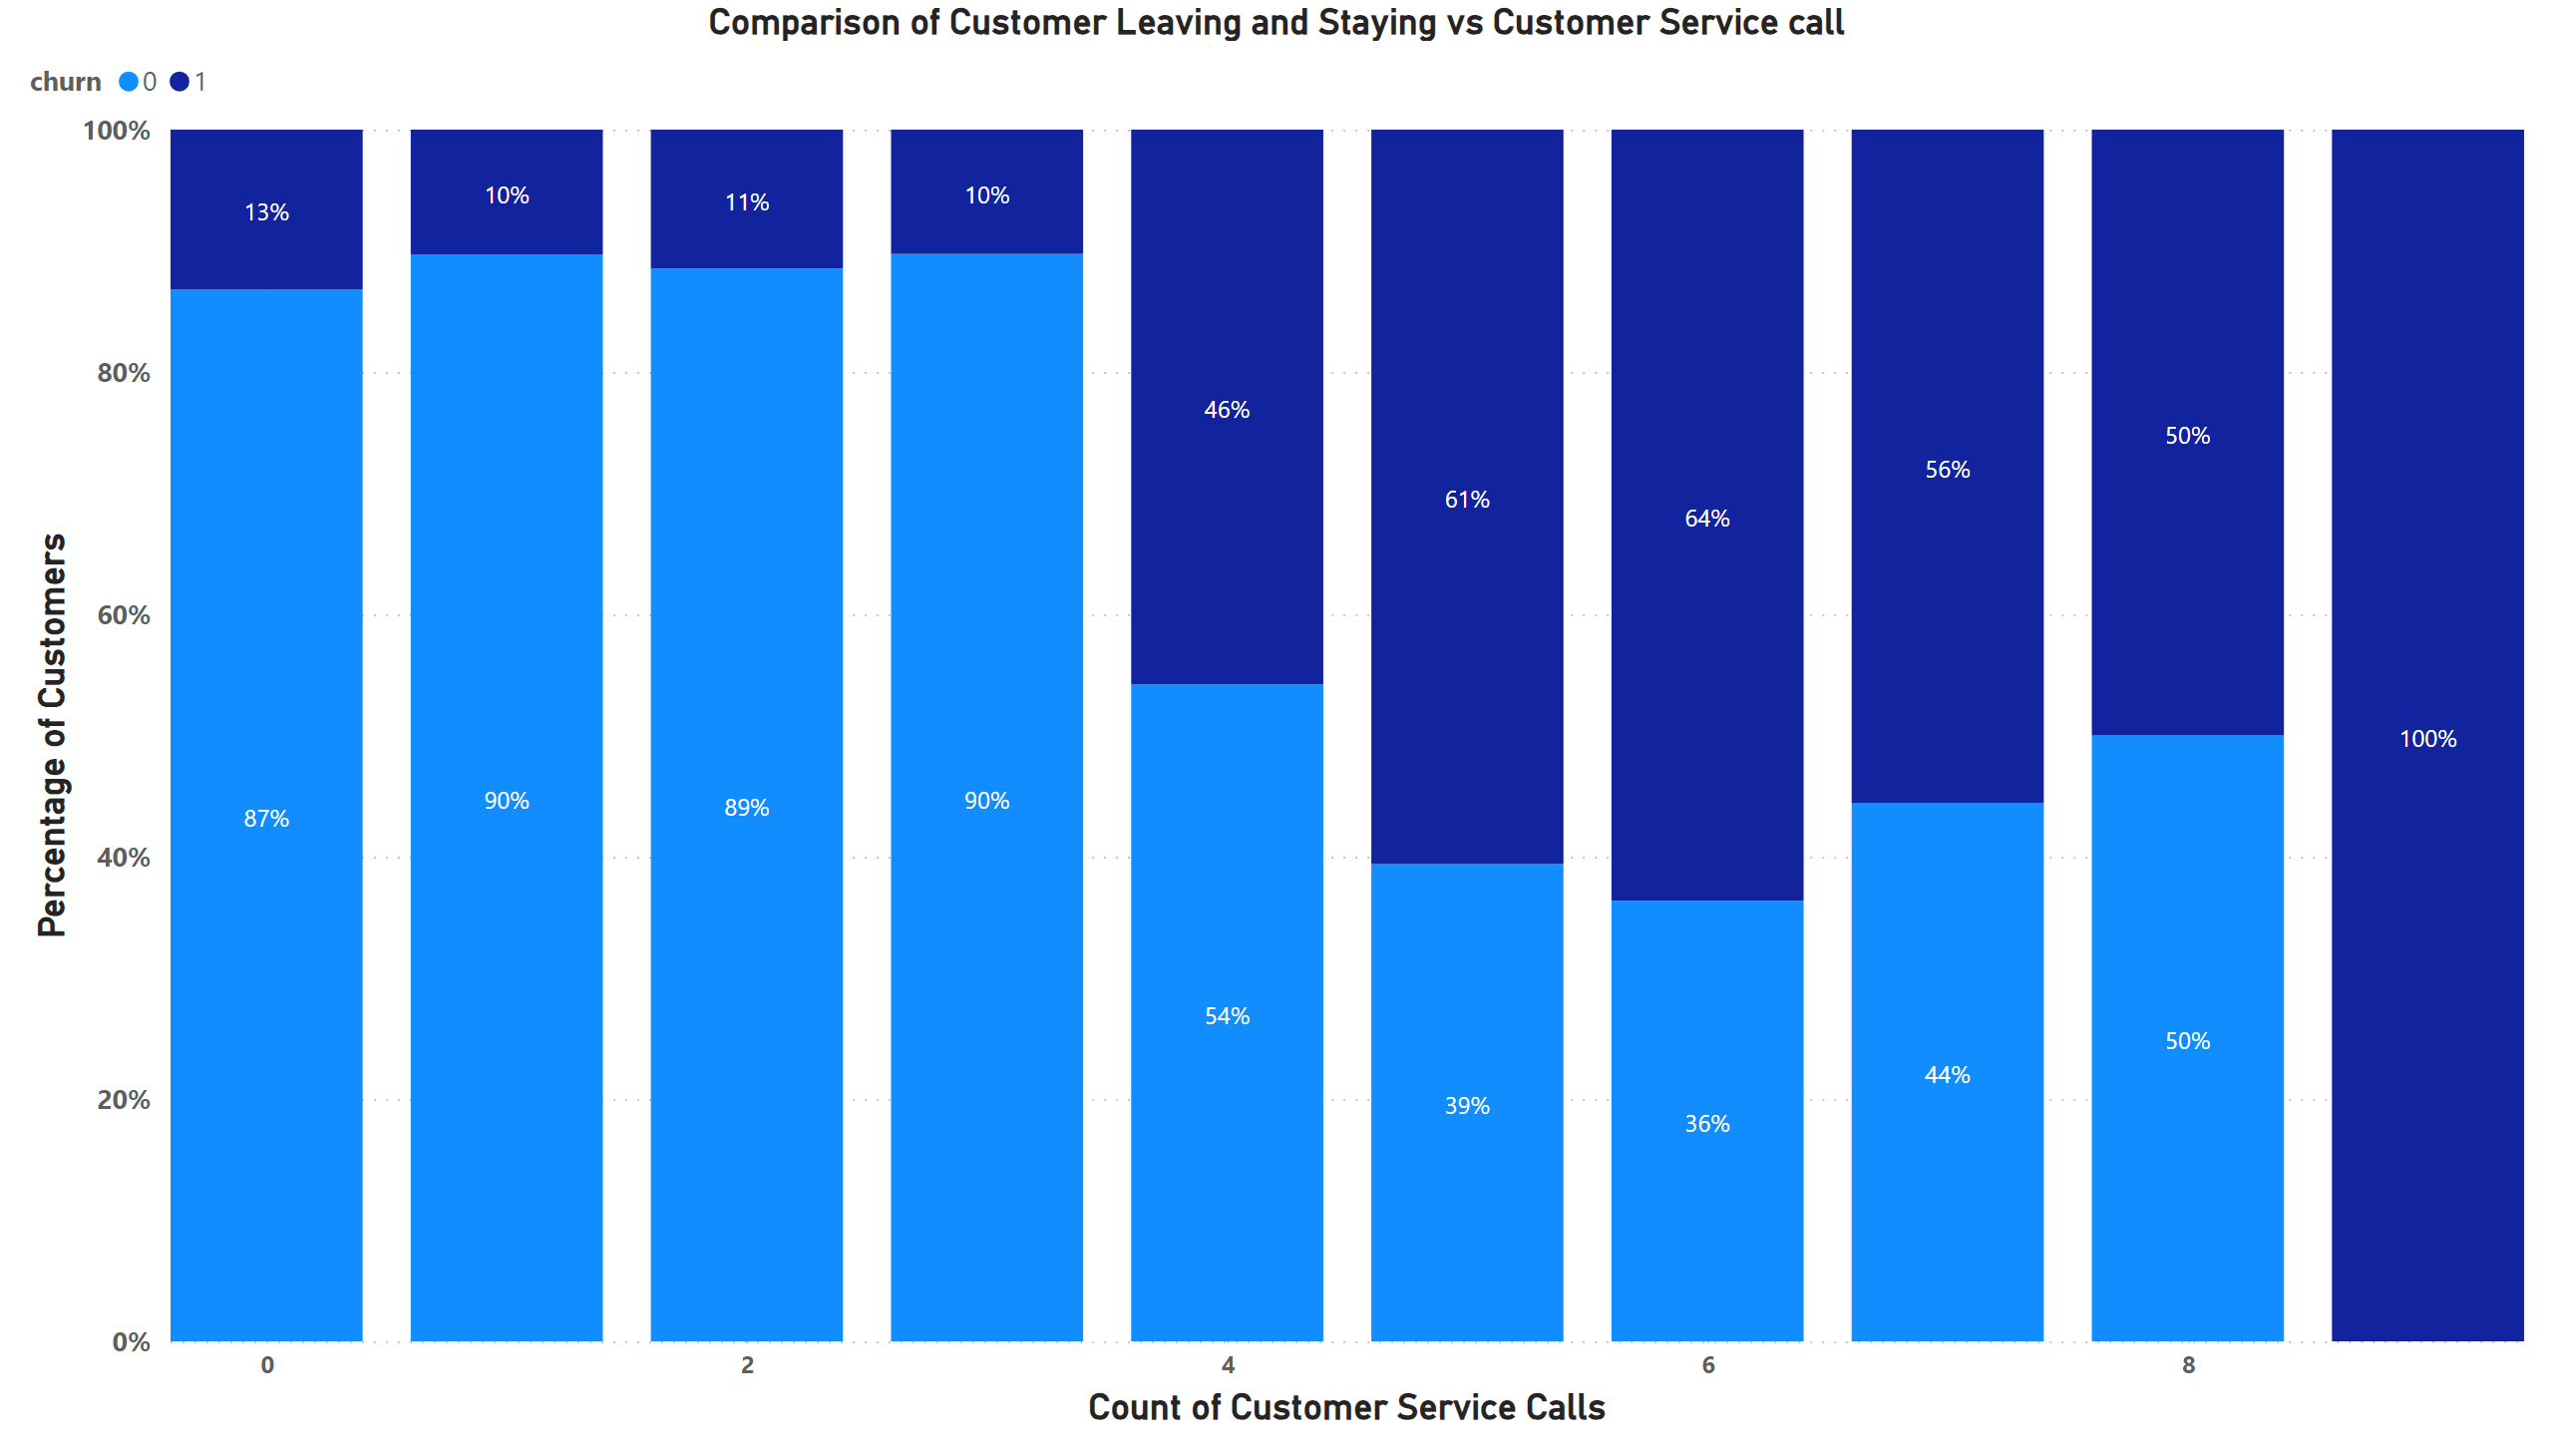 Comparison of Customer Leaving and Staying vs Customer Service call
churn 0 1
100%
80%
60%
40%
20%
0%
Percentage of Customers
13% 10% 11% 10% 46% 61% 64% 56% 50% 100%
87% 90% 89% 90% 54% 39% 36% 44% 50%
0 2 4 6 8
Count of Customer Service Calls